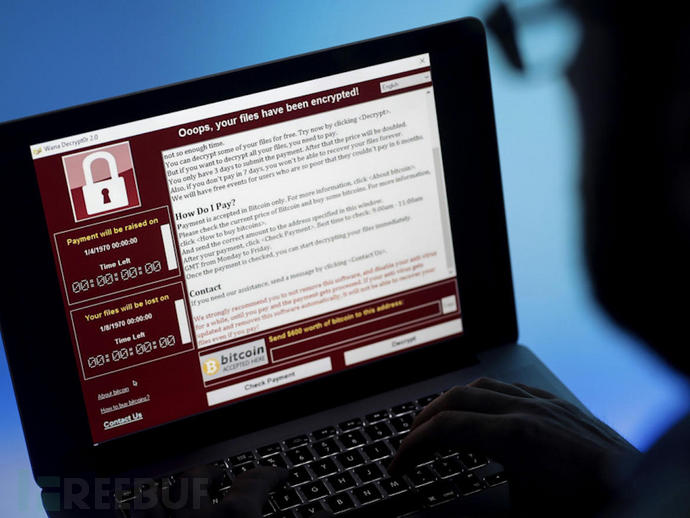 Wana Decrypt0r 2.0
Ooops, your files have been encrypted!
English
not so enough time.
You can decrypt some of your files for free. Try now by clicking <Decrypt>.
But if you want to decrypt all your files, you need to pay.
You only have 3 days to submit the payment. After that the price will be doubled.
Also, if you don't pay in 7 days, you won't be able to recover your files forever.
We will have free events for users who are so poor that they couldn't pay in 6 months.
How Do I Pay?
Payment is accepted in Bitcoin only. For more information, click <About bitcoin>.
Please check the current price of Bitcoin and buy some bitcoins. For more information,
click <How to buy bitcoins>.
And send the correct amount to the address specified in this window.
After your payment, click <Check Payment>. Best time to check: 9:00am - 11:00am
GMT from Monday to Friday.
Once the payment is checked, you can start decrypting your files immediately.
Contact
If you need our assistance, send a message by clicking <Contact Us>.
We strongly recommend you to not remove this software, and disable your anti virus
for a while, until you pay and the payment gets processed. If your anti virus gets
updated and removes this software automatically, it will not be able to recover your
files even if you pay!
Payment will be raised on
1/4/1970 00:00:00
Time Left
00:00:00:00
Your files will be lost on
1/8/1970 00:00:00
Time Left
00:00:00:00
About bitcoin
How to buy bitcoins?
Contact Us
bitcoin
ACCEPTED HERE
Send $600 worth of bitcoin to this address:
Check Payment
Decrypt
FREEBUF